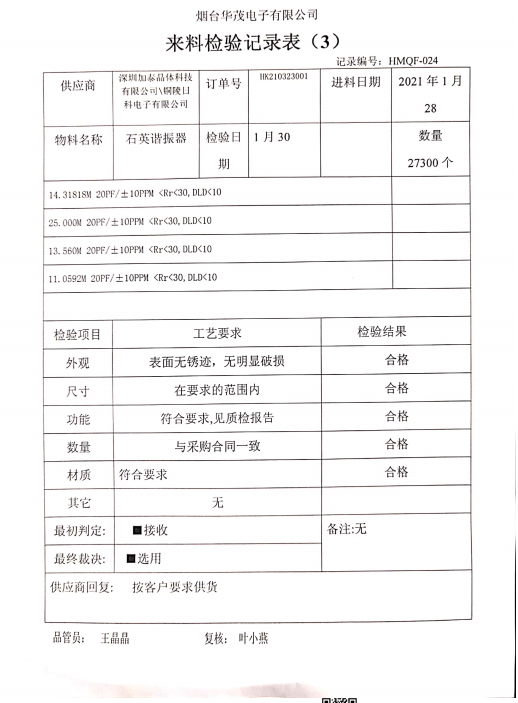 烟台华茂电子有限公司
来料检验记录表（3）
记录编号：HMQF-024
供应商 深圳加泰晶体科技有限公司\铜陵日科电子有限公司 订单号 HK210323001 进料日期 2021 年 1 月 28
物料名称 石英谐振器 检验日期 1 月 30 数量 27300 个
14.31818M 20PF/±10PPM <Rr<30,DLD<10
25.000M 20PF/±10PPM <Rr<30,DLD<10
13.560M 20PF/±10PPM <Rr<30,DLD<10
11.0592M 20PF/±10PPM <Rr<30,DLD<10
检验项目 工艺要求 检验结果
外观 表面无锈迹，无明显破损 合格
尺寸 在要求的范围内 合格
功能 符合要求,见质检报告 合格
数量 与采购合同一致 合格
材质 符合要求 合格
其它 无
最初判定: ■接收 备注:无
最终裁决: ■选用
供应商回复: 按客户要求供货
品管员： 王晶晶 复核： 叶小燕